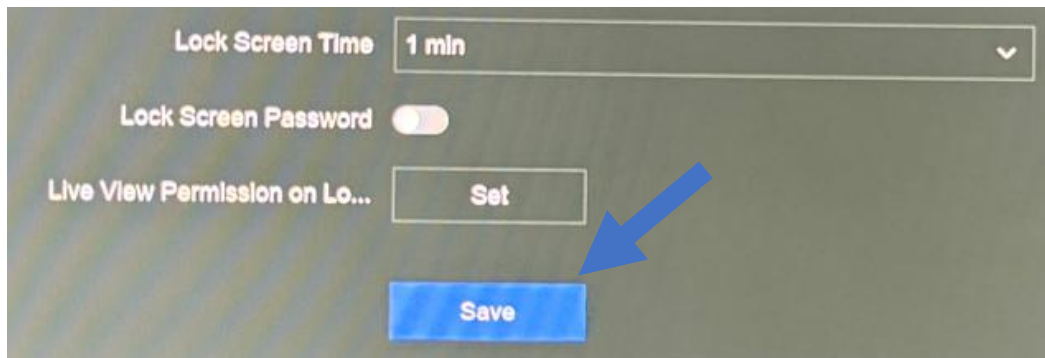 Lock Screen Time 1 min
Lock Screen Password
Live View Permission on Lo... Set
Save